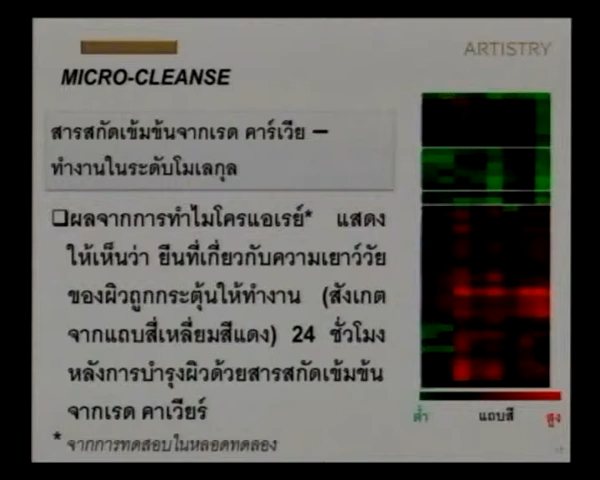 ARTISTRY
MICRO-CLEANSE
สารสกัดเข้มข้นจากเรด คาร์เวีย –
ทำงานในระดับโมเลกุล
❑ผลจากการทำไมโครแอเรย์* แสดง
ให้เห็นว่า ยีนที่เกี่ยวกับความเยาว์วัย
ของผิวถูกกระตุ้นให้ทำงาน (สังเกต
จากแถบสี่เหลี่ยมสีแดง) 24 ชั่วโมง
หลังการบำรุงผิวด้วยสารสกัดเข้มข้น
จากเรด คาเวียร์
* จากการทดสอบในหลอดทดลอง
ต่ำ แถบสี สูง